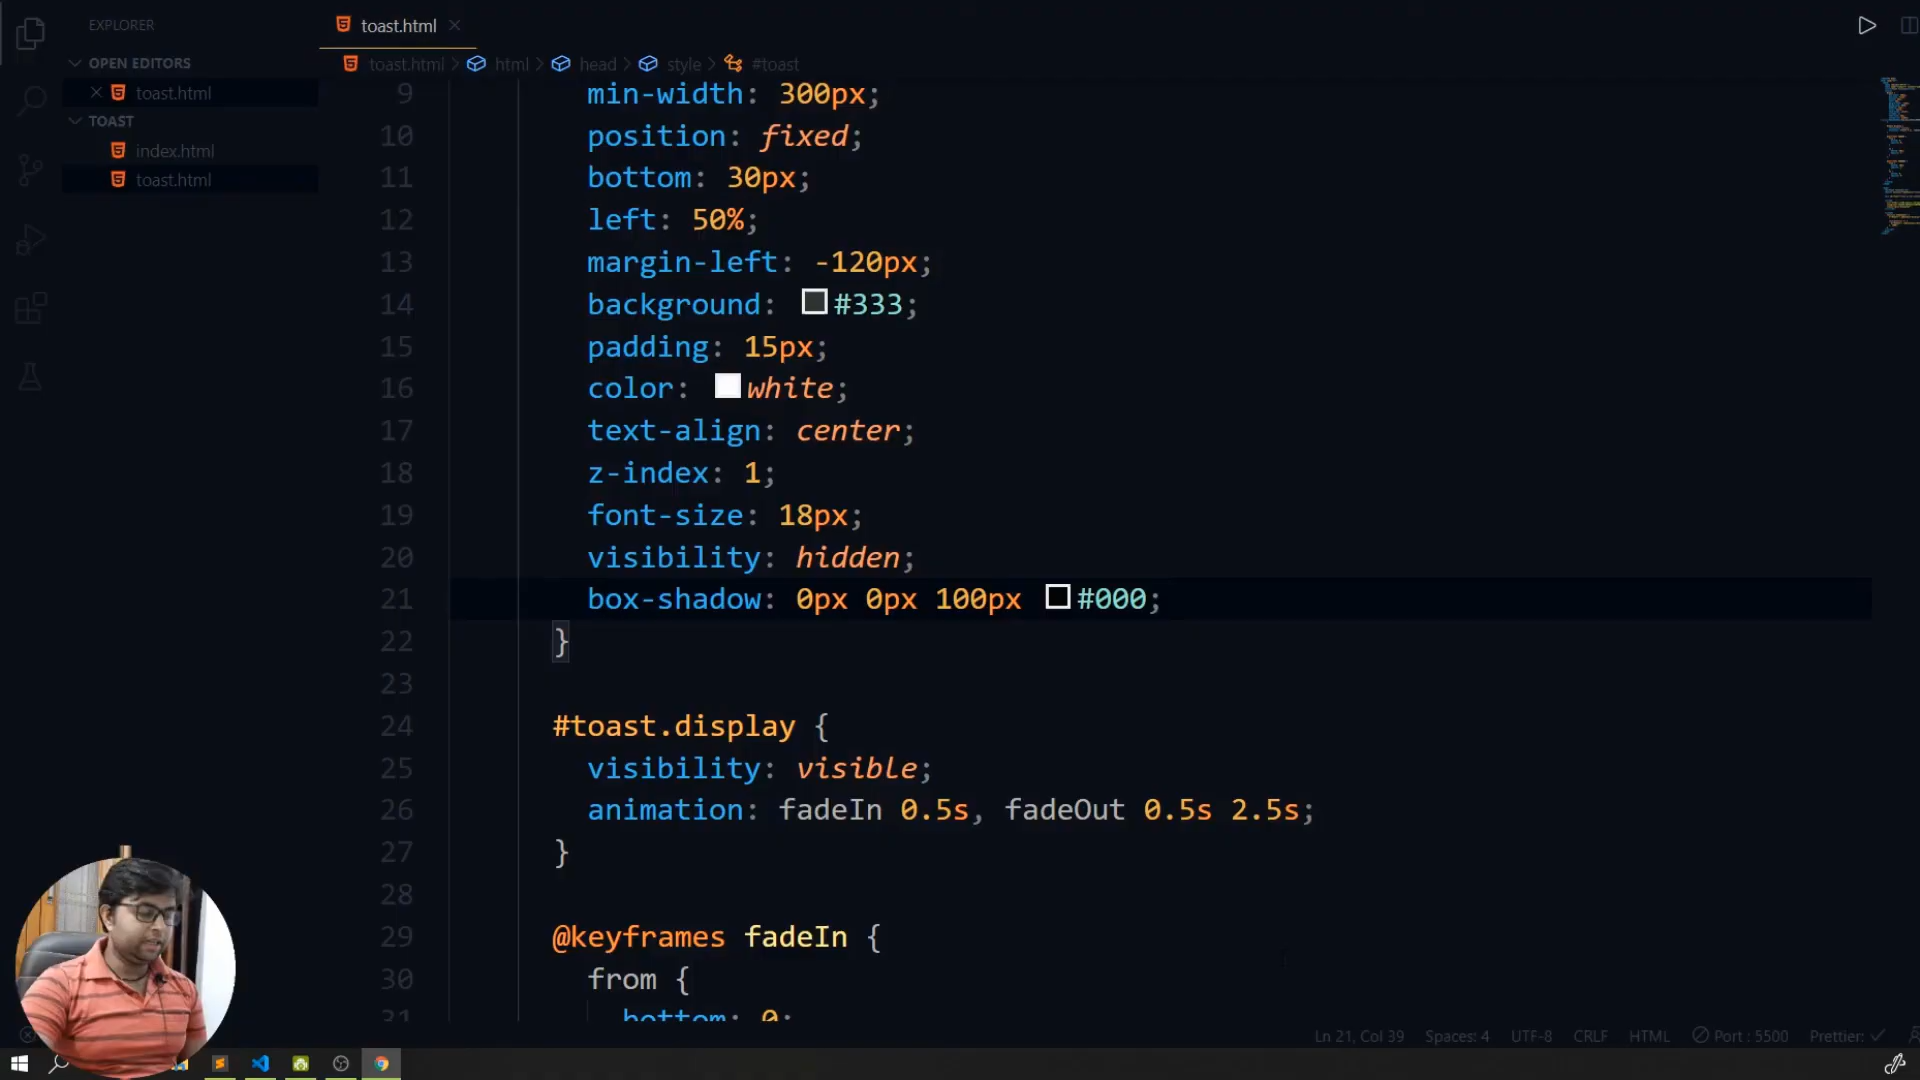 EXPLORER
OPEN EDITORS
toast.html
TOAST
index.html
toast.html
toast.html
toast.html > html > head > style > #toast
9 min-width: 300px;
10 position: fixed;
11 bottom: 30px;
12 left: 50%;
13 margin-left: -120px;
14 background: #333;
15 padding: 15px;
16 color: white;
17 text-align: center;
18 z-index: 1;
19 font-size: 18px;
20 visibility: hidden;
21 box-shadow: 0px 0px 100px #000;
22 }
23
24 #toast.display {
25 visibility: visible;
26 animation: fadeIn 0.5s, fadeOut 0.5s 2.5s;
27 }
28
29 @keyframes fadeIn {
30 from {
31 bottom: 0;
Ln 21, Col 39 Spaces: 4 UTF-8 CRLF HTML Port : 5500 Prettier: